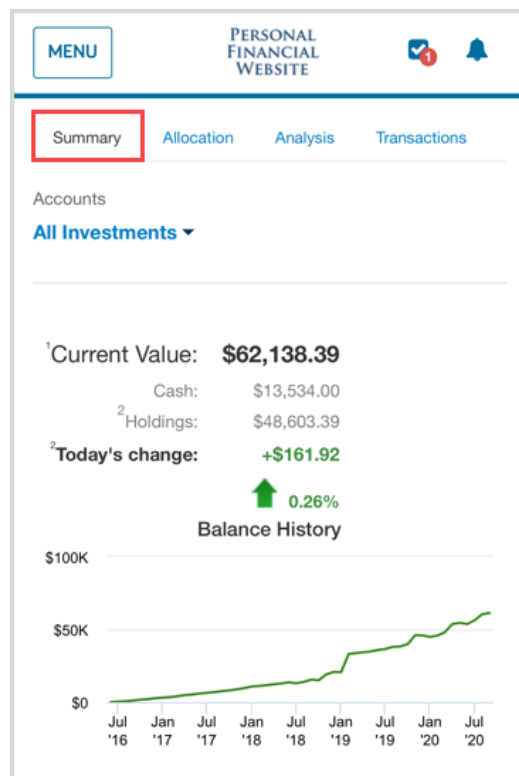 MENU
PERSONAL
FINANCIAL
WEBSITE
1
Summary Allocation Analysis Transactions
Accounts
All Investments
1Current Value: $62,138.39
Cash: $13,534.00
2Holdings: $48,603.39
2Today's change: +$161.92
0.26%
Balance History
$100K
$50K
$0
Jul Jan Jul Jan Jul Jan Jul Jan Jul
'16 '17 '17 '18 '18 '19 '19 '20 '20